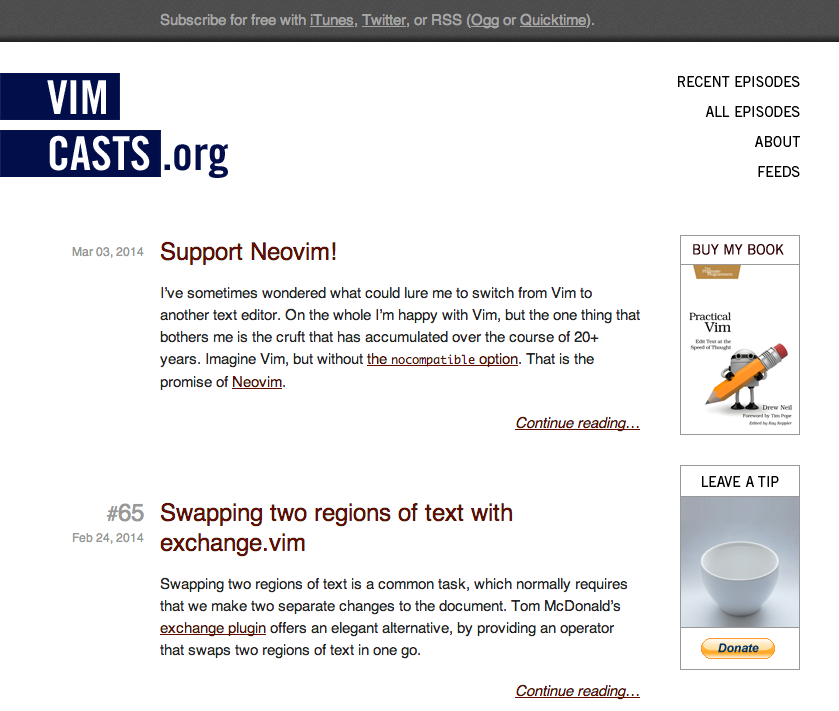 Subscribe for free with iTunes, Twitter, or RSS (Ogg or Quicktime).
VIM
CASTS.org
RECENT EPISODES
ALL EPISODES
ABOUT
FEEDS
Mar 03, 2014
Support Neovim!
I’ve sometimes wondered what could lure me to switch from Vim to
another text editor. On the whole I’m happy with Vim, but the one thing that
bothers me is the cruft that has accumulated over the course of 20+
years. Imagine Vim, but without the nocompatible option. That is the
promise of Neovim.
Continue reading…
BUY MY BOOK
The
Pragmatic
Programmers
Practical
Vim
Edit Text at the
Speed of Thought
Drew Neil
Foreword by Tim Pope
Edited by Kay Keppler
#65
Feb 24, 2014
Swapping two regions of text with
exchange.vim
Swapping two regions of text is a common task, which normally requires
that we make two separate changes to the document. Tom McDonald’s
exchange plugin offers an elegant alternative, by providing an operator
that swaps two regions of text in one go.
Continue reading…
LEAVE A TIP
Donate